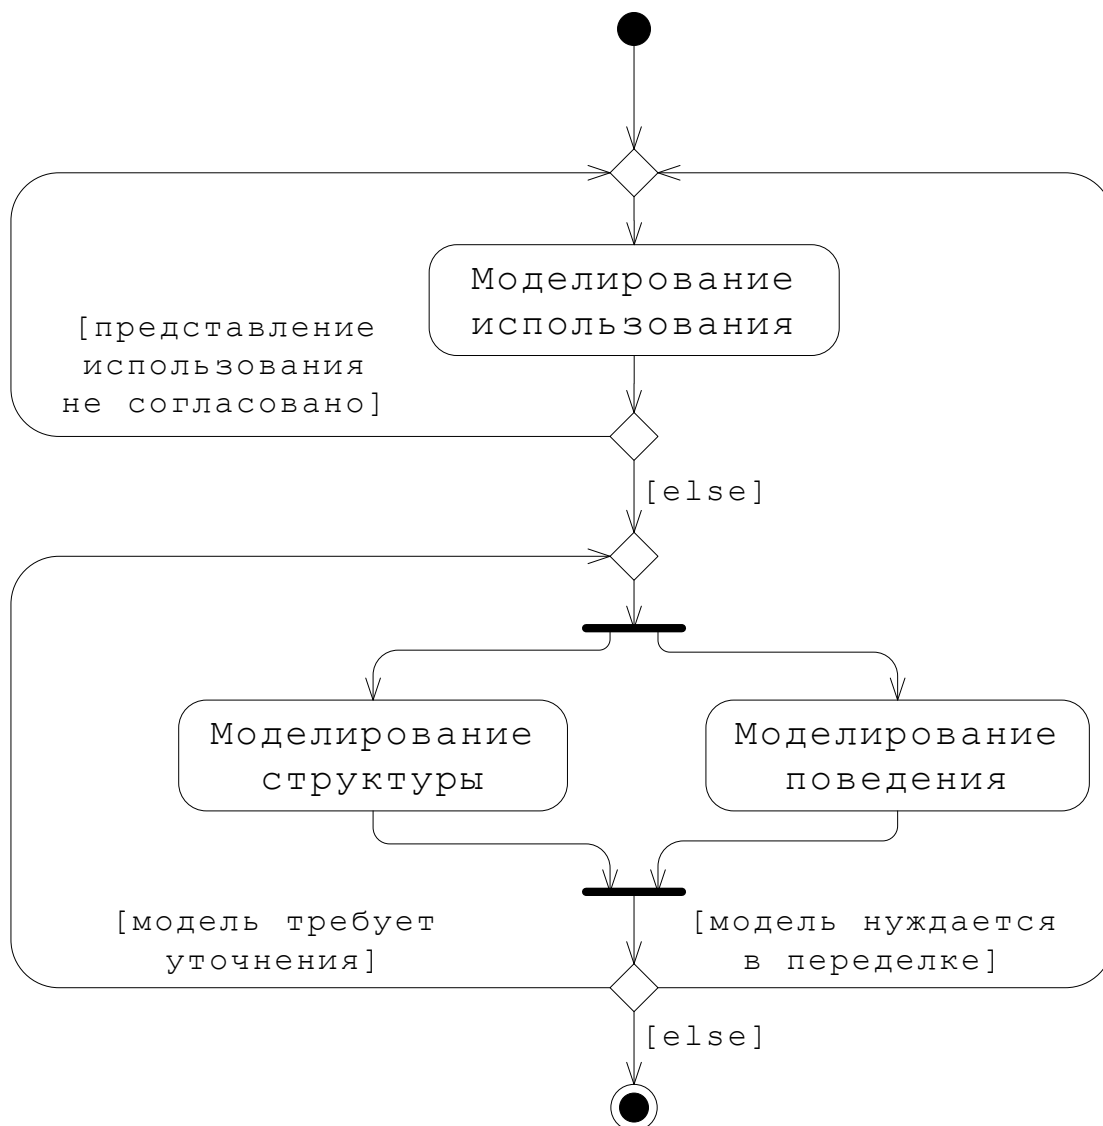 Моделирование
использования
[представление
использования
не согласовано]
[else]
Моделирование
структуры
Моделирование
поведения
[модель требует
уточнения]
[модель нуждается
в переделке]
[else]